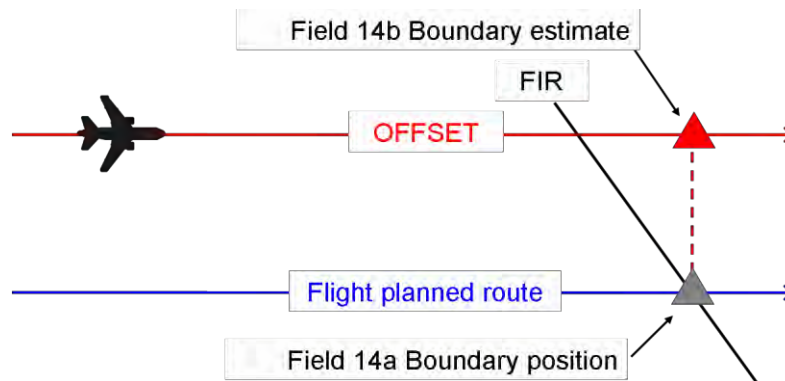 Field 14b Boundary estimate
FIR
OFFSET
Flight planned route
Field 14a Boundary position